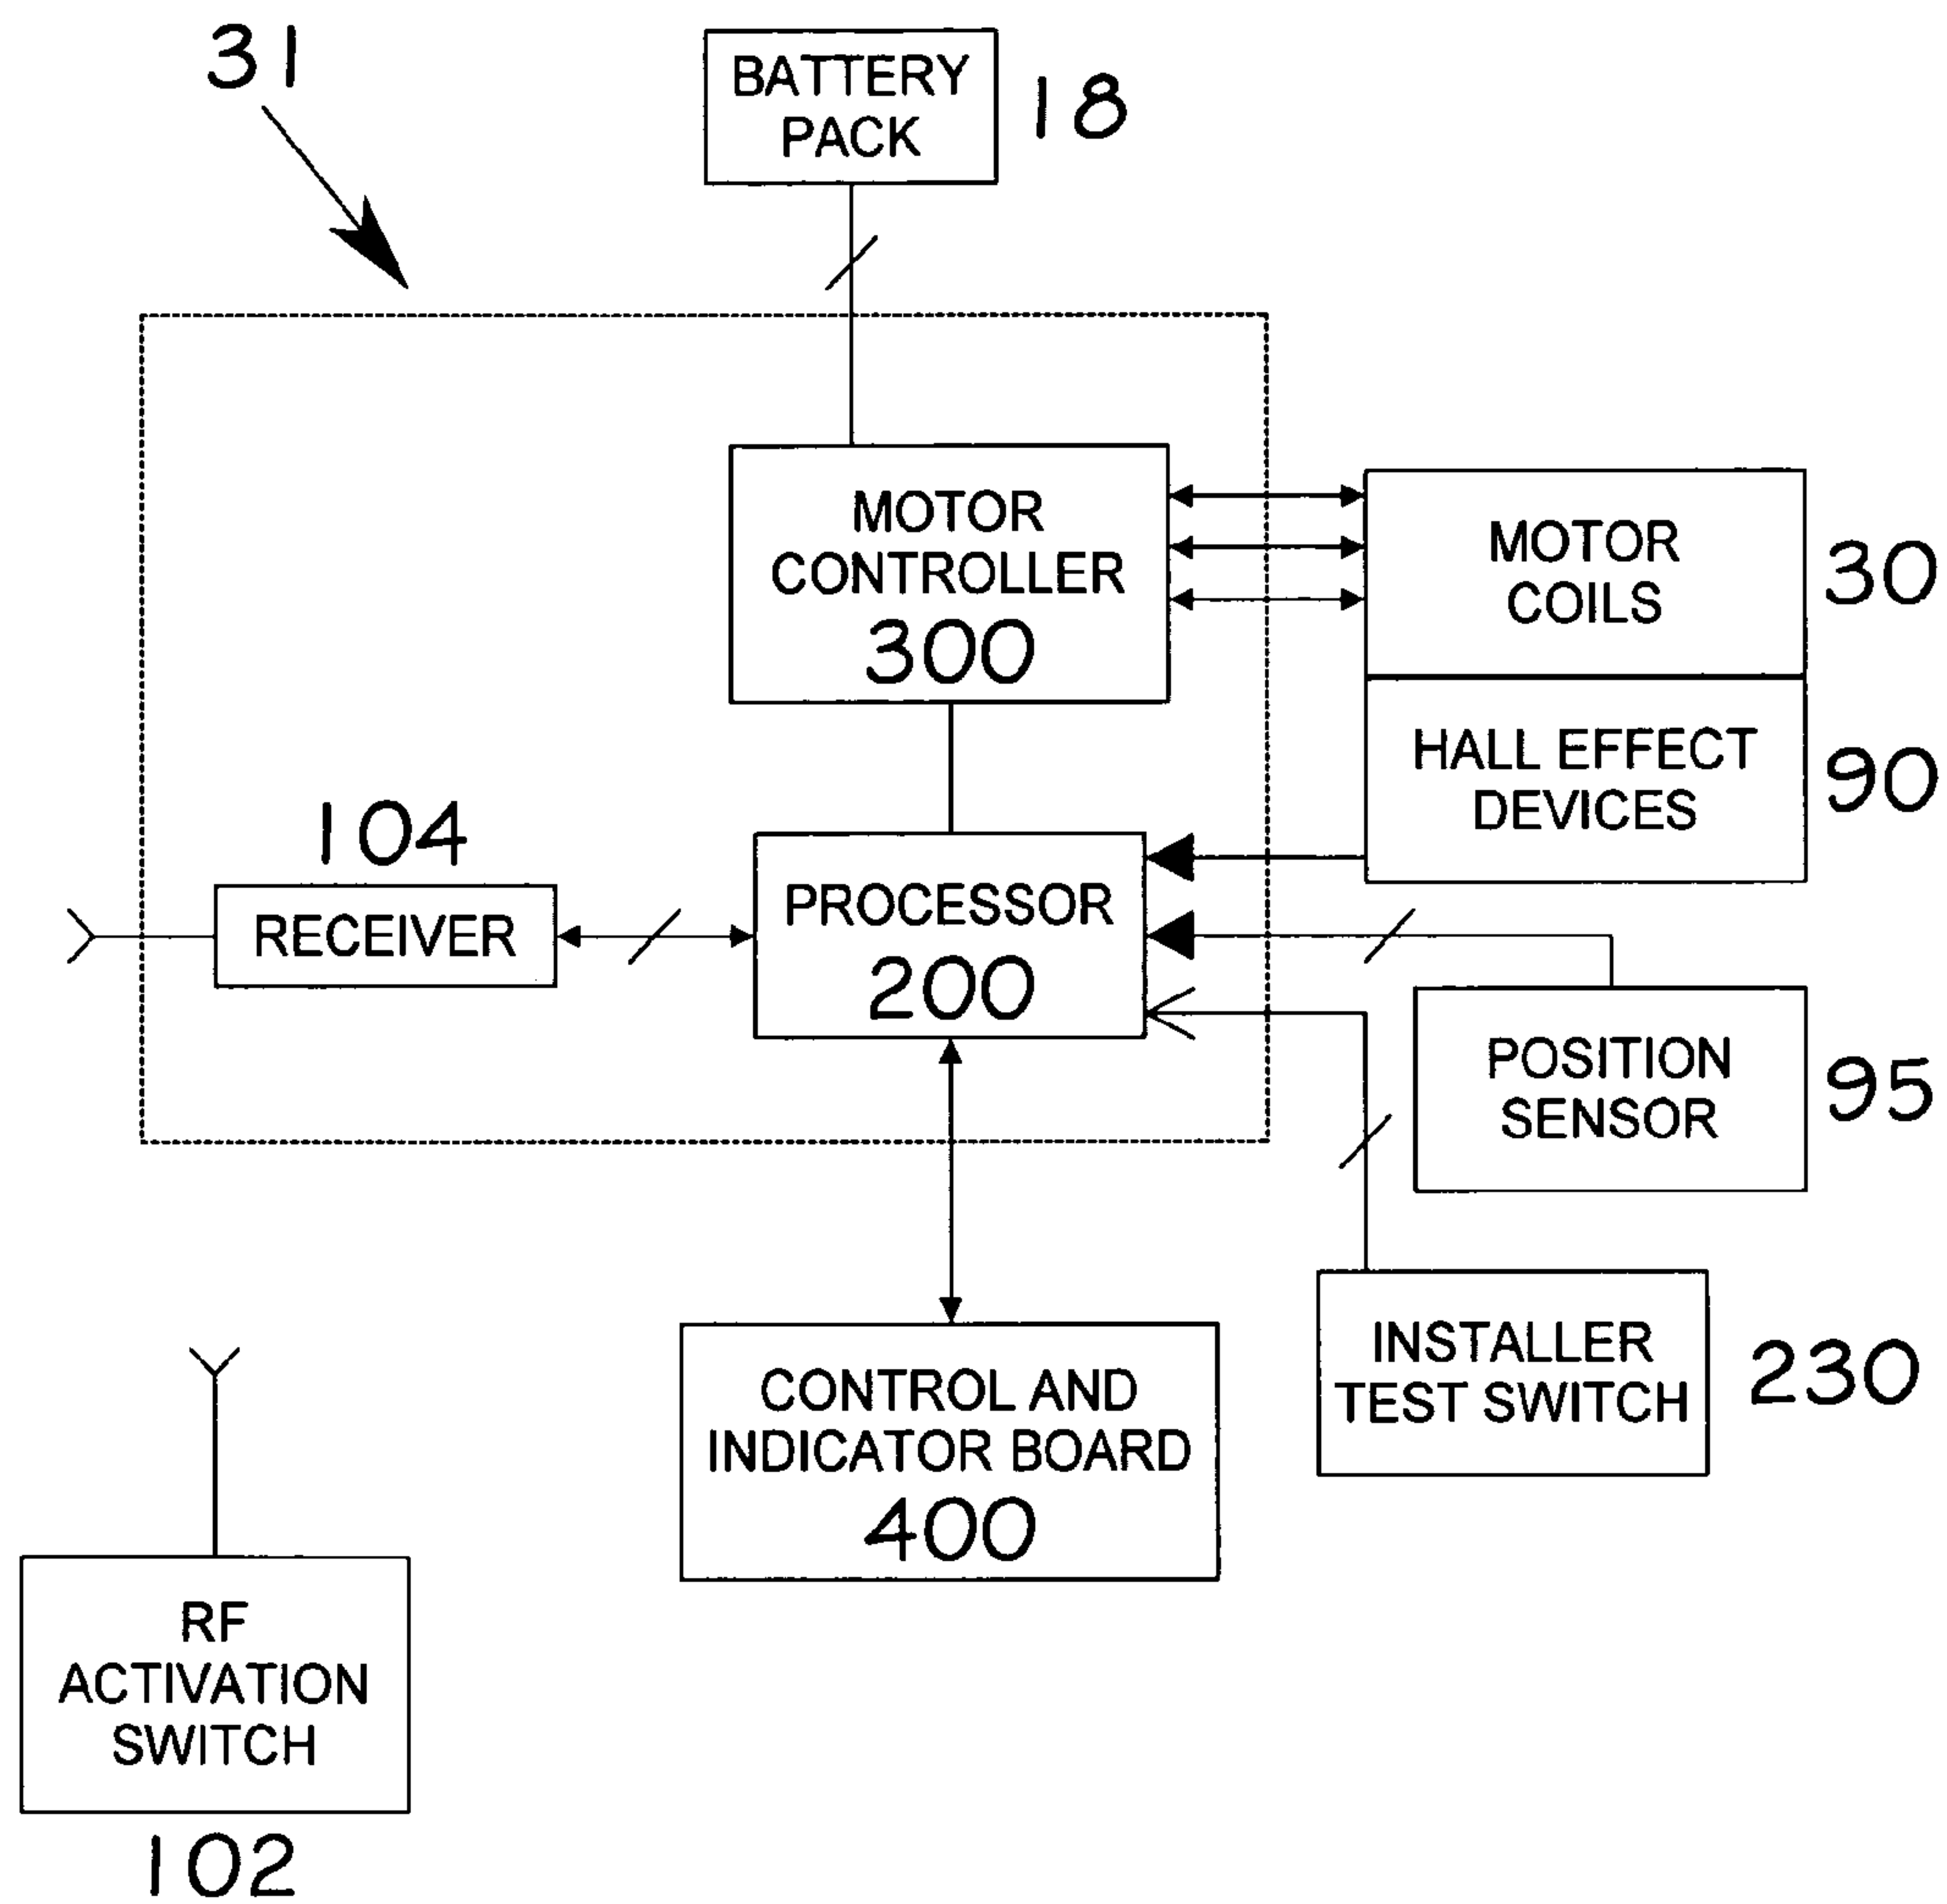 31
BATTERY
PACK
18
MOTOR
CONTROLLER
300
MOTOR
COILS
30
HALL EFFECT
DEVICES
90
104
RECEIVER
PROCESSOR
200
POSITION
SENSOR
95
INSTALLER
TEST SWITCH
230
CONTROL AND
INDICATOR BOARD
400
RF
ACTIVATION
SWITCH
102